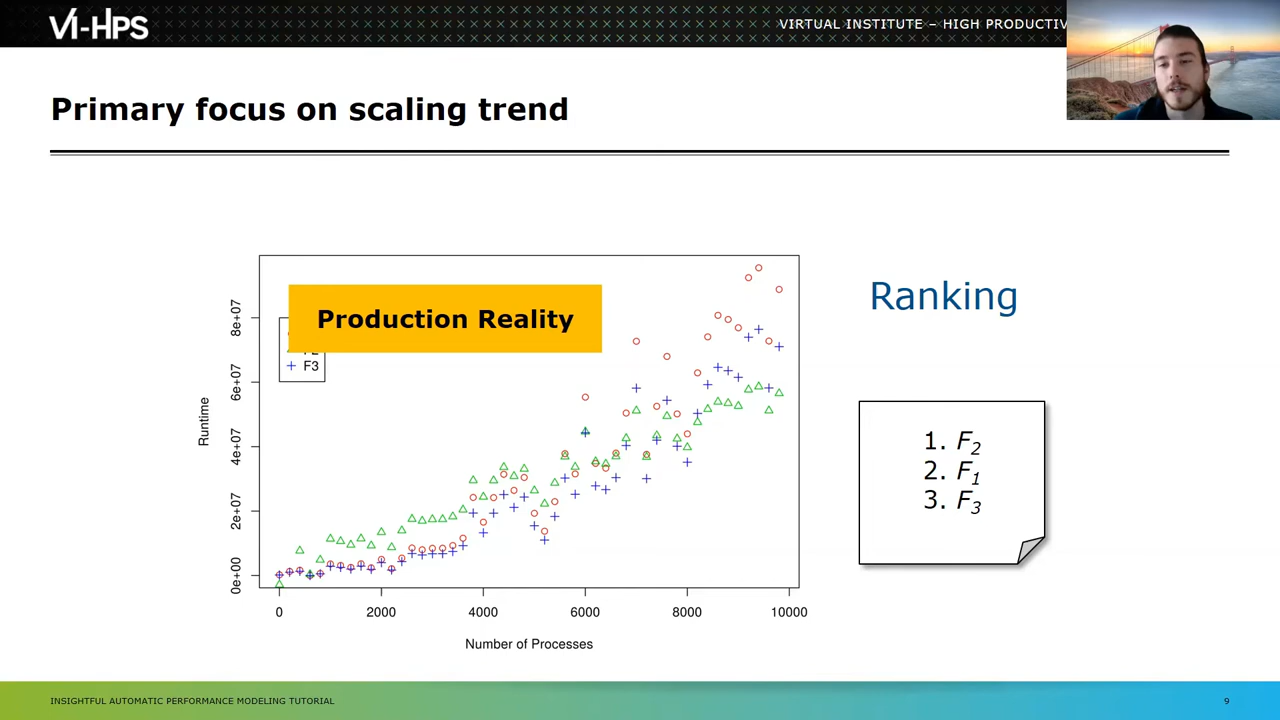 VI-HPS
VIRTUAL INSTITUTE – HIGH PRODUCTIV
Primary focus on scaling trend
Production Reality
F3
Runtime
0e+00
2e+07
4e+07
6e+07
8e+07
0 2000 4000 6000 8000 10000
Number of Processes
Ranking
1. F2
2. F1
3. F3
INSIGHTFUL AUTOMATIC PERFORMANCE MODELING TUTORIAL
9